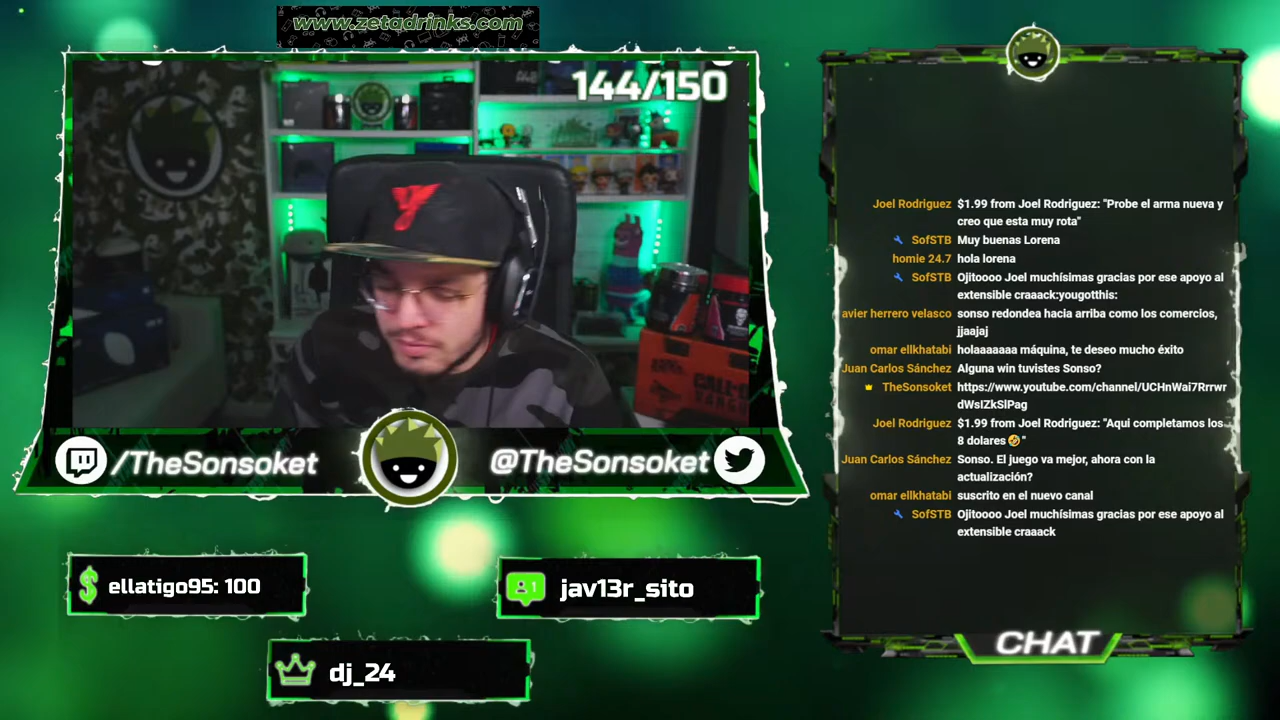 www.zetadrinks.com
144/150
/TheSonsoket
@TheSonsoket
ellatigo95: 100
jav13r_sito
dj_24
Joel Rodriguez $1.99 from Joel Rodriguez: "Probe el arma nueva y
creo que esta muy rota"
SofSTB Muy buenas Lorena
homie 24.7 hola lorena
SofSTB Ojitoooo Joel muchísimas gracias por ese apoyo al
extensible craaack:yougotthis:
avier herrero velasco sonso redondea hacia arriba como los comercios,
jjaajaj
omar ellkhatabi holaaaaaaa máquina, te deseo mucho éxito
Juan Carlos Sánchez Alguna win tuvistes Sonso?
TheSonsoket https://www.youtube.com/channel/UCHnWai7Rrrwr
dWsIZkSlPag
Joel Rodriguez $1.99 from Joel Rodriguez: "Aqui completamos los
8 dolares 🤣"
Juan Carlos Sánchez Sonso. El juego va mejor, ahora con la
actualización?
omar ellkhatabi suscrito en el nuevo canal
SofSTB Ojitoooo Joel muchísimas gracias por ese apoyo al
extensible craaack
CHAT